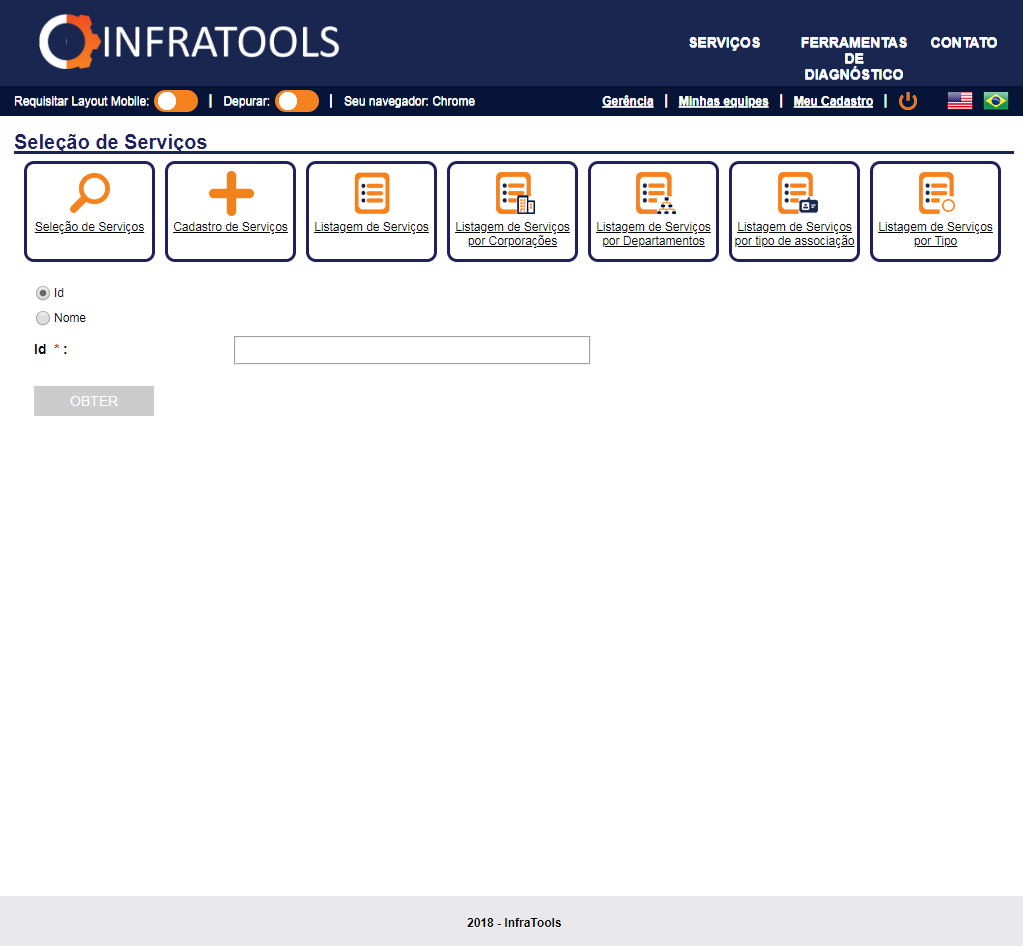 INFRATOOLS
SERVIÇOS
FERRAMENTAS
DE
DIAGNÓSTICO
CONTATO
Requisitar Layout Mobile: | Depurar: | Seu navegador: Chrome
Gerência | Minhas equipes | Meu Cadastro |
Seleção de Serviços
Seleção de Serviços
Cadastro de Serviços
Listagem de Serviços
Listagem de Serviços
por Corporações
Listagem de Serviços
por Departamentos
Listagem de Serviços
por tipo de associação
Listagem de Serviços
por Tipo
Id
Nome
Id * :
OBTER
2018 - InfraTools